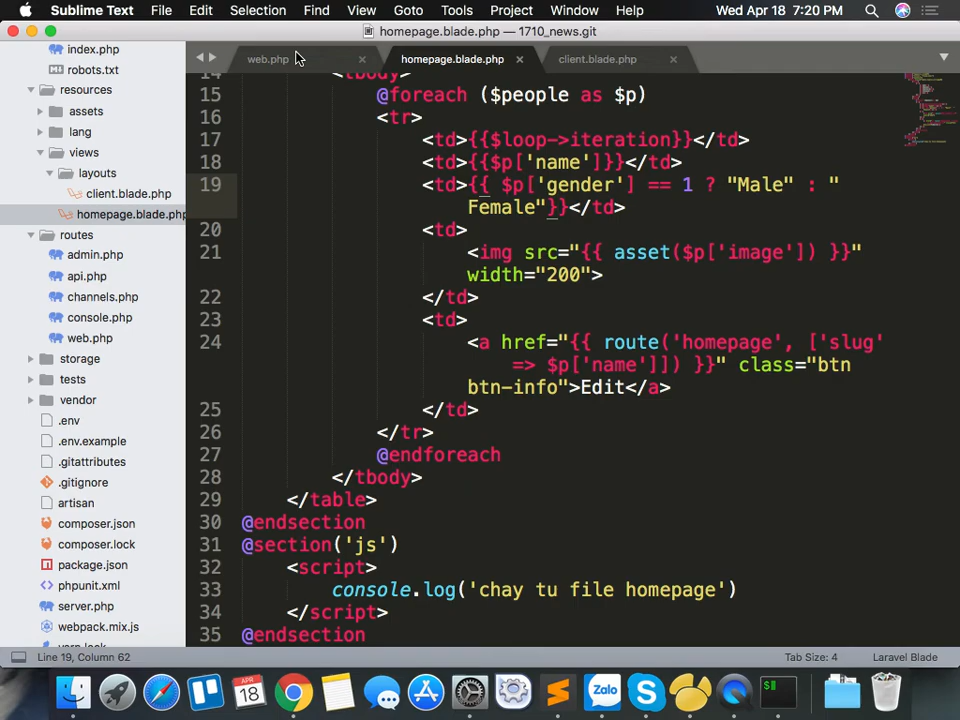 Sublime Text File Edit Selection Find View Goto Tools Project Window Help Wed Apr 18 7:20 PM
homepage.blade.php — 1710_news.git
index.php
robots.txt
resources
assets
lang
views
layouts
client.blade.php
homepage.blade.php
routes
admin.php
api.php
channels.php
console.php
web.php
storage
tests
vendor
.env
.env.example
.gitattributes
.gitignore
artisan
composer.json
composer.lock
package.json
phpunit.xml
server.php
webpack.mix.js
yarn.lock
web.php homepage.blade.php client.blade.php
14 <tbody>
15 @foreach ($people as $p)
16 <tr>
17 <td>{{$loop->iteration}}</td>
18 <td>{{$p['name']}}</td>
19 <td>{{ $p['gender'] == 1 ? "Male" : "
Female"}}</td>
20 <td>
21 <img src="{{ asset($p['image']) }}"
width="200">
22 </td>
23 <td>
24 <a href="{{ route('homepage', ['slug'
=> $p['name']]) }}" class="btn
btn-info">Edit</a>
25 </td>
26 </tr>
27 @endforeach
28 </tbody>
29 </table>
30 @endsection
31 @section('js')
32 <script>
33 console.log('chay tu file homepage')
34 </script>
35 @endsection
Line 19, Column 62 Tab Size: 4 Laravel Blade
APR
18
Zalo
$